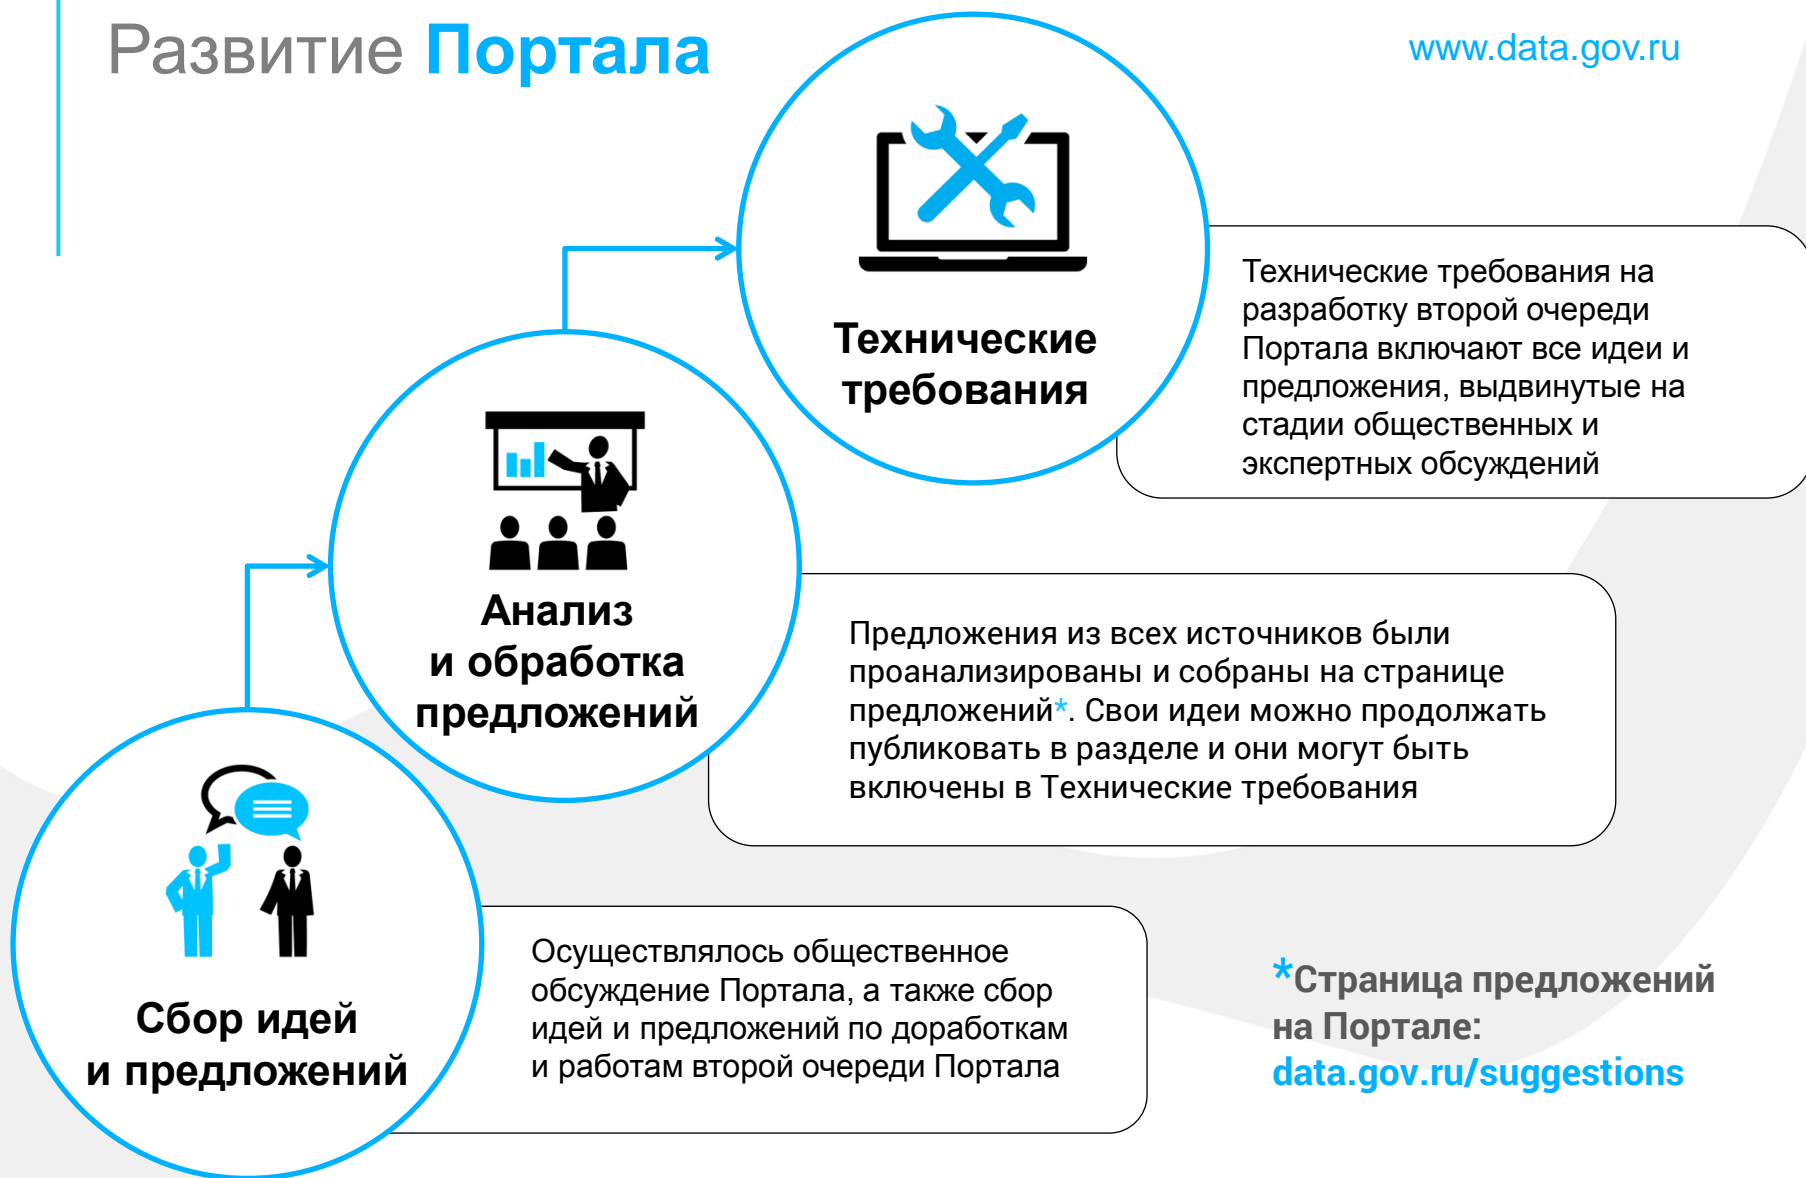 Развитие Портала
www.data.gov.ru
Технические
требования
Технические требования на
разработку второй очереди
Портала включают все идеи и
предложения, выдвинутые на
стадии общественных и
экспертных обсуждений
Анализ
и обработка
предложений
Предложения из всех источников были
проанализированы и собраны на странице
предложений*. Свои идеи можно продолжать
публиковать в разделе и они могут быть
включены в Технические требования
Сбор идей
и предложений
Осуществлялось общественное
обсуждение Портала, а также сбор
идей и предложений по доработкам
и работам второй очереди Портала
*Страница предложений
на Портале:
data.gov.ru/suggestions